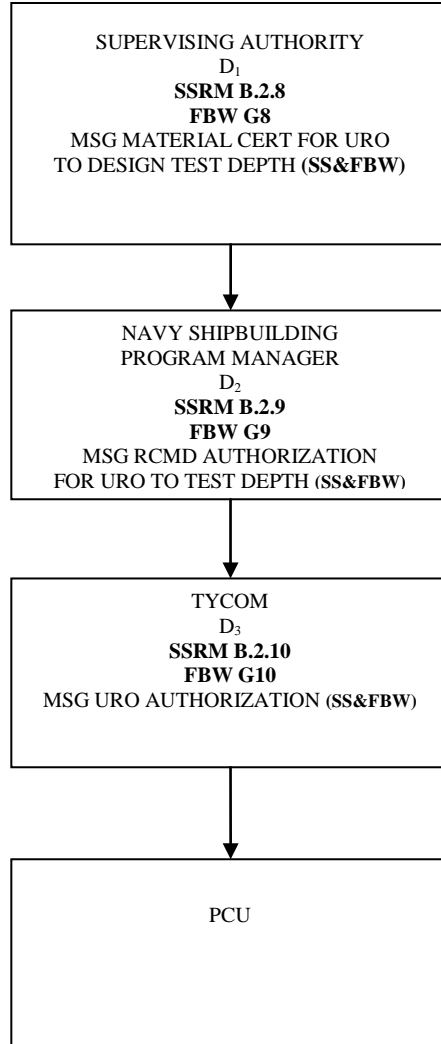 SUPERVISING AUTHORITY
D₁
SSRM B.2.8
FBW G8
MSG MATERIAL CERT FOR URO
TO DESIGN TEST DEPTH (SS&FBW)
NAVY SHIPBUILDING
PROGRAM MANAGER
D₂
SSRM B.2.9
FBW G9
MSG RCMD AUTHORIZATION
FOR URO TO TEST DEPTH (SS&FBW)
TYCOM
D₃
SSRM B.2.10
FBW G10
MSG URO AUTHORIZATION (SS&FBW)
PCU